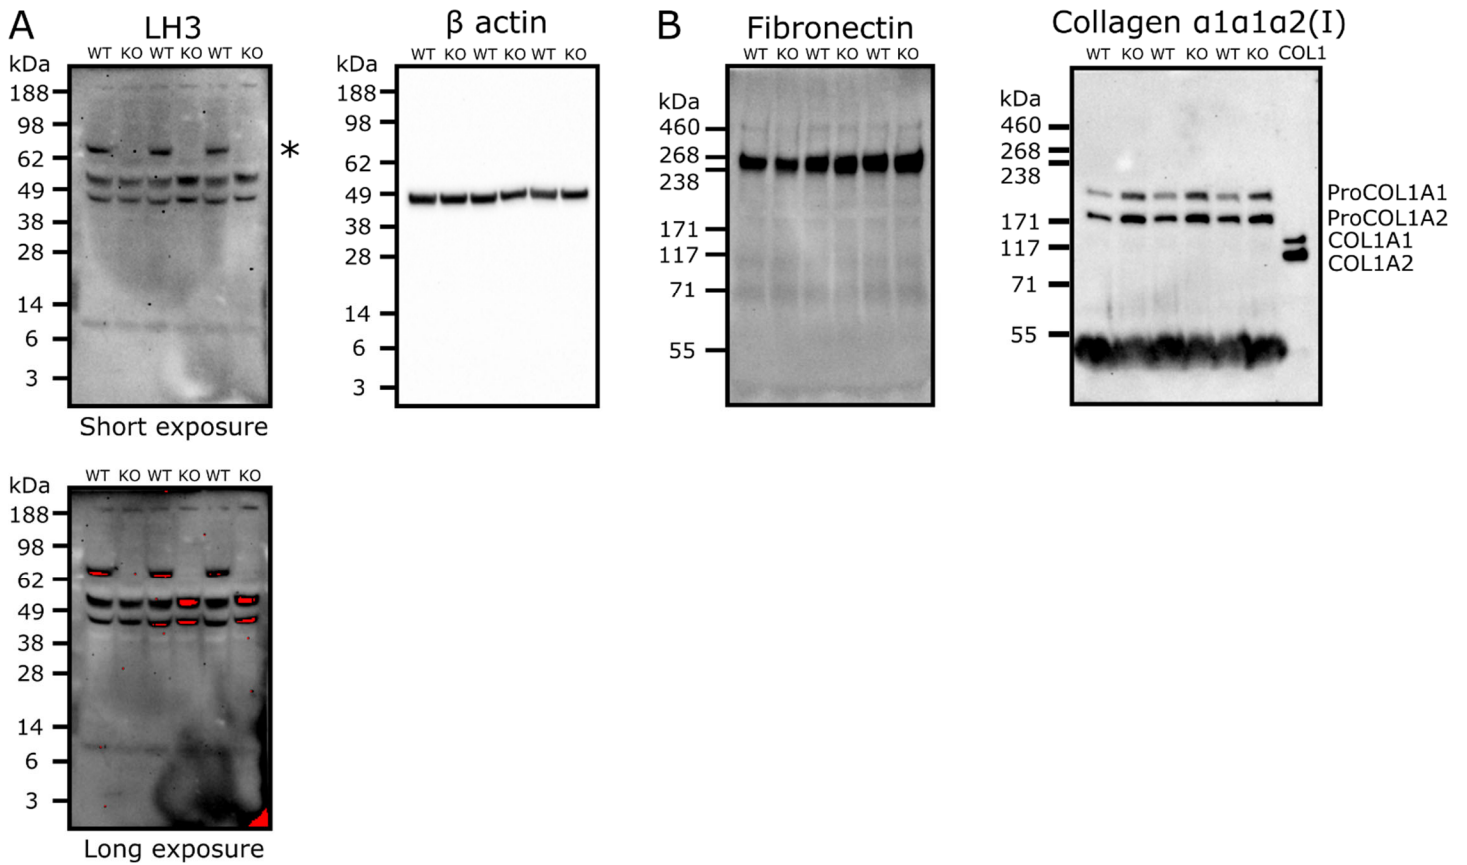 A
LH3
WT KO WT KO WT KO
kDa
188
98
62
49
38
28
14
6
3
*
Short exposure
β actin
WT KO WT KO WT KO
kDa
188
98
62
49
38
28
14
6
3
B
Fibronectin
WT KO WT KO WT KO
kDa
460
268
238
171
117
71
55
Collagen α1α1α2(I)
WT KO WT KO WT KO COL1
kDa
460
268
238
171
117
71
55
ProCOL1A1
ProCOL1A2
COL1A1
COL1A2
WT KO WT KO WT KO
kDa
188
98
62
49
38
28
14
6
3
Long exposure